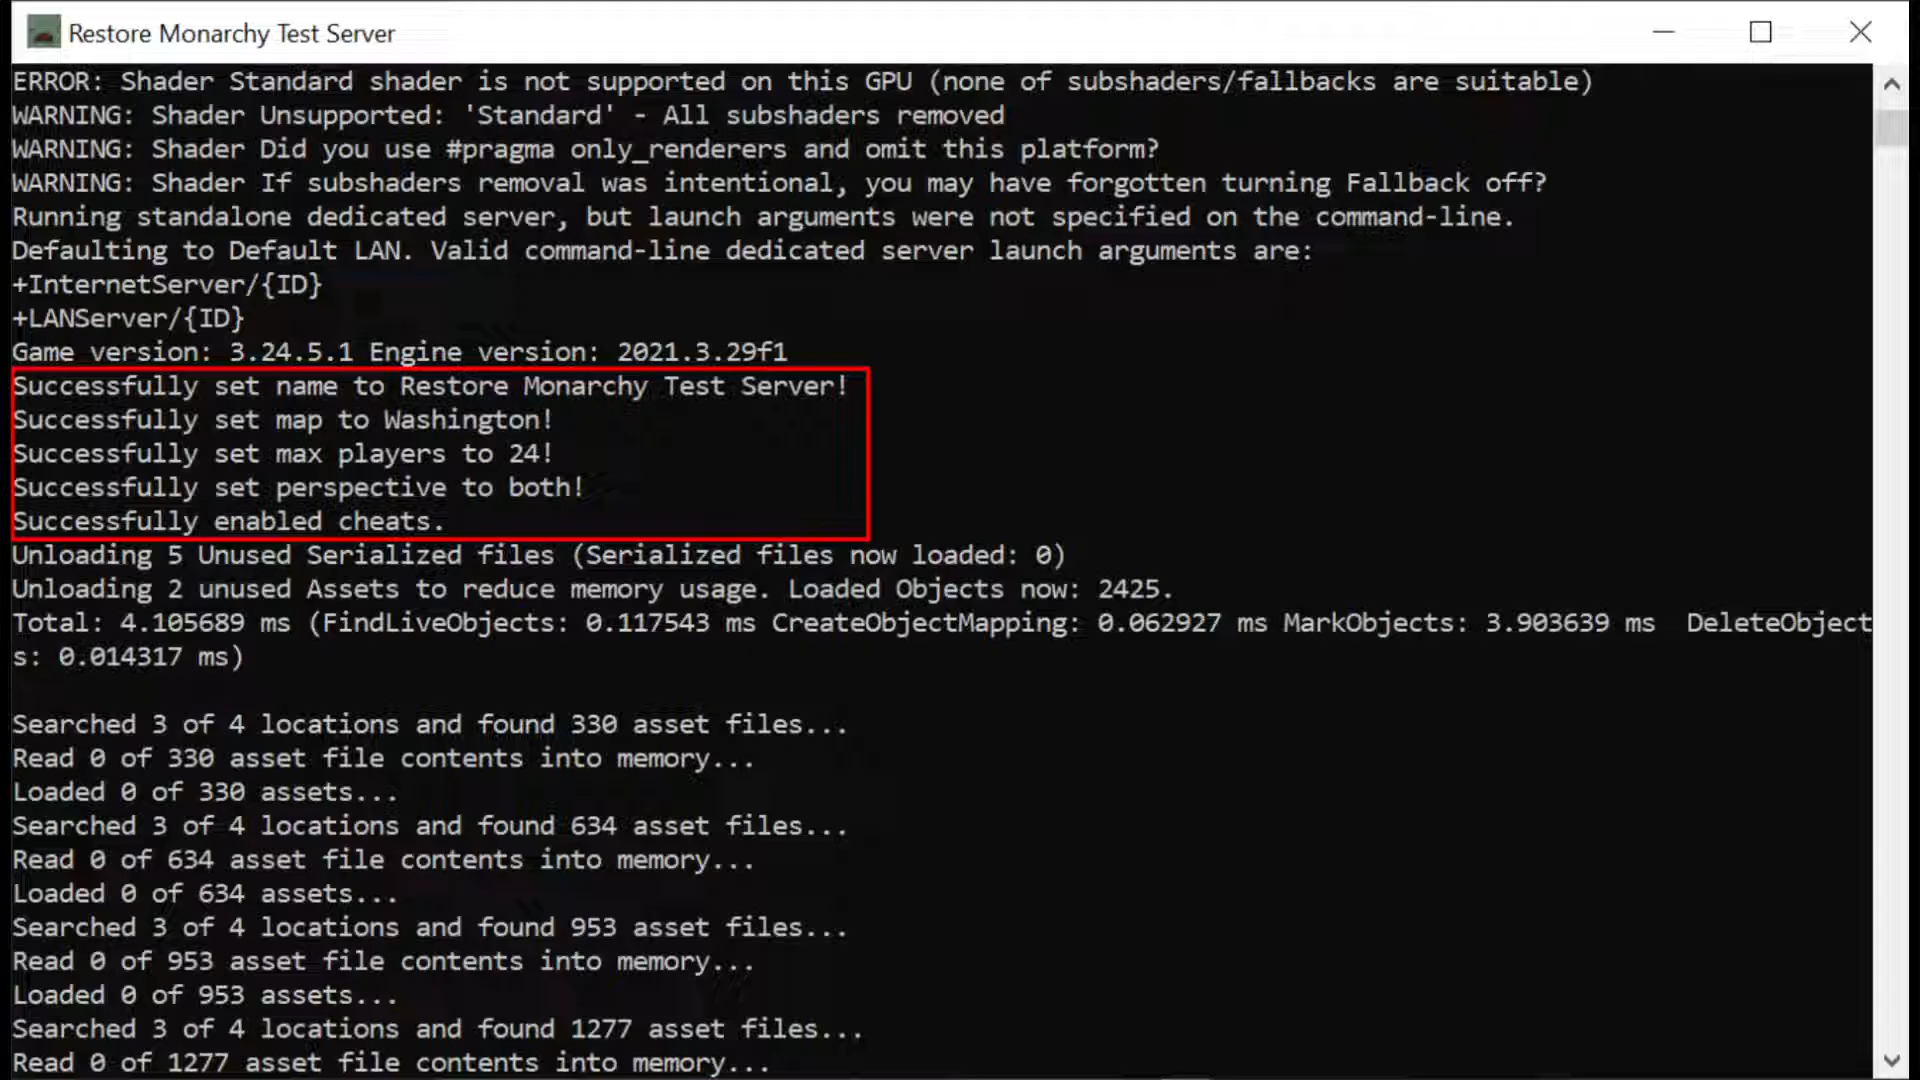 Restore Monarchy Test Server
ERROR: Shader Standard shader is not supported on this GPU (none of subshaders/fallbacks are suitable)
WARNING: Shader Unsupported: 'Standard' - All subshaders removed
WARNING: Shader Did you use #pragma only_renderers and omit this platform?
WARNING: Shader If subshaders removal was intentional, you may have forgotten turning Fallback off?
Running standalone dedicated server, but launch arguments were not specified on the command-line.
Defaulting to Default LAN. Valid command-line dedicated server launch arguments are:
+InternetServer/{ID}
+LANServer/{ID}
Game version: 3.24.5.1 Engine version: 2021.3.29f1
Successfully set name to Restore Monarchy Test Server!
Successfully set map to Washington!
Successfully set max players to 24!
Successfully set perspective to both!
Successfully enabled cheats.
Unloading 5 Unused Serialized files (Serialized files now loaded: 0)
Unloading 2 unused Assets to reduce memory usage. Loaded Objects now: 2425.
Total: 4.105689 ms (FindLiveObjects: 0.117543 ms CreateObjectMapping: 0.062927 ms MarkObjects: 3.903639 ms  DeleteObject
s: 0.014317 ms)
Searched 3 of 4 locations and found 330 asset files...
Read 0 of 330 asset file contents into memory...
Loaded 0 of 330 assets...
Searched 3 of 4 locations and found 634 asset files...
Read 0 of 634 asset file contents into memory...
Loaded 0 of 634 assets...
Searched 3 of 4 locations and found 953 asset files...
Read 0 of 953 asset file contents into memory...
Loaded 0 of 953 assets...
Searched 3 of 4 locations and found 1277 asset files...
Read 0 of 1277 asset file contents into memory...